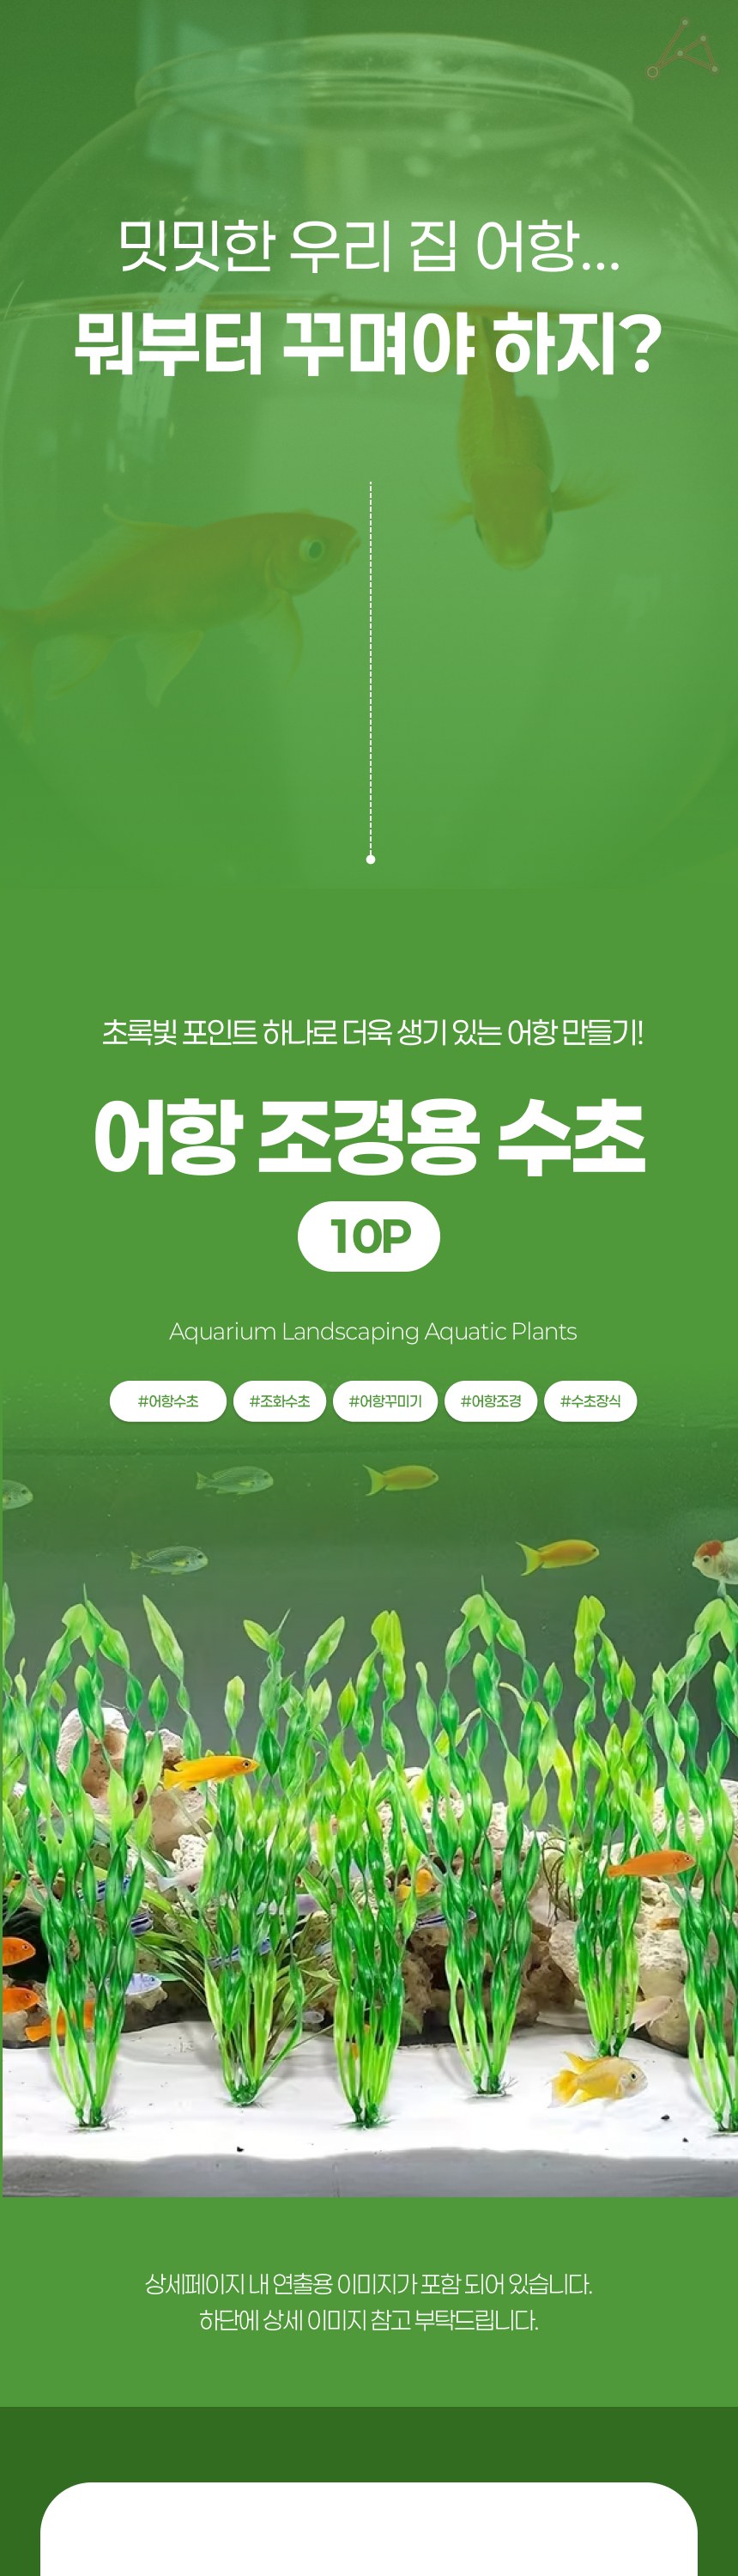 밋밋한 우리 집 어항...
뭐부터 꾸며야 하지?
초록빛 포인트 하나로 더욱 생기 있는 어항 만들기!
어항 조경용 수초
10P
Aquarium Landscaping Aquatic Plants
#어항수초 #조화수초 #어항꾸미기 #어항조경 #수초장식
상세페이지 내 연출용 이미지가 포함 되어 있습니다.
하단에 상세 이미지 참고 부탁드립니다.